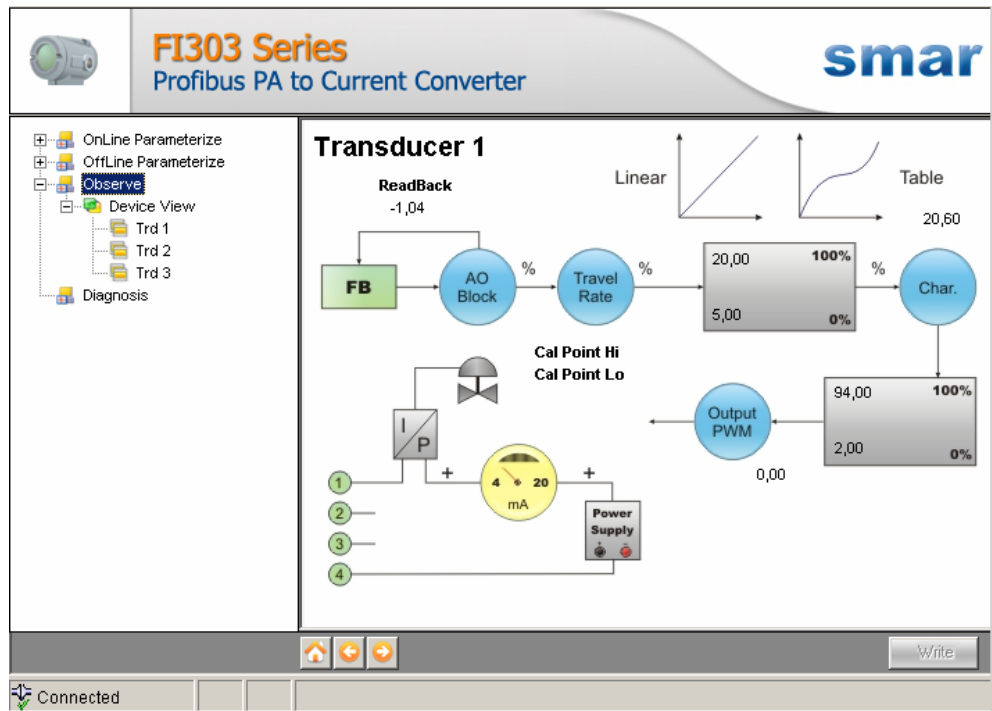 FI303 Series
Profibus PA to Current Converter
smar
OnLine Parameterize
OffLine Parameterize
Observe
Device View
Trd 1
Trd 2
Trd 3
Diagnosis
Transducer 1
ReadBack
-1,04
Linear
Table
20,60
FB
AO
Block
%
Travel
Rate
%
20,00 100%
5,00 0%
%
Char.
Cal Point Hi
Cal Point Lo
94,00 100%
2,00 0%
Output
PWM
0,00
I
P
+
4 20
mA
+
Power
Supply
+ -
1
2
3
4
Write
Connected